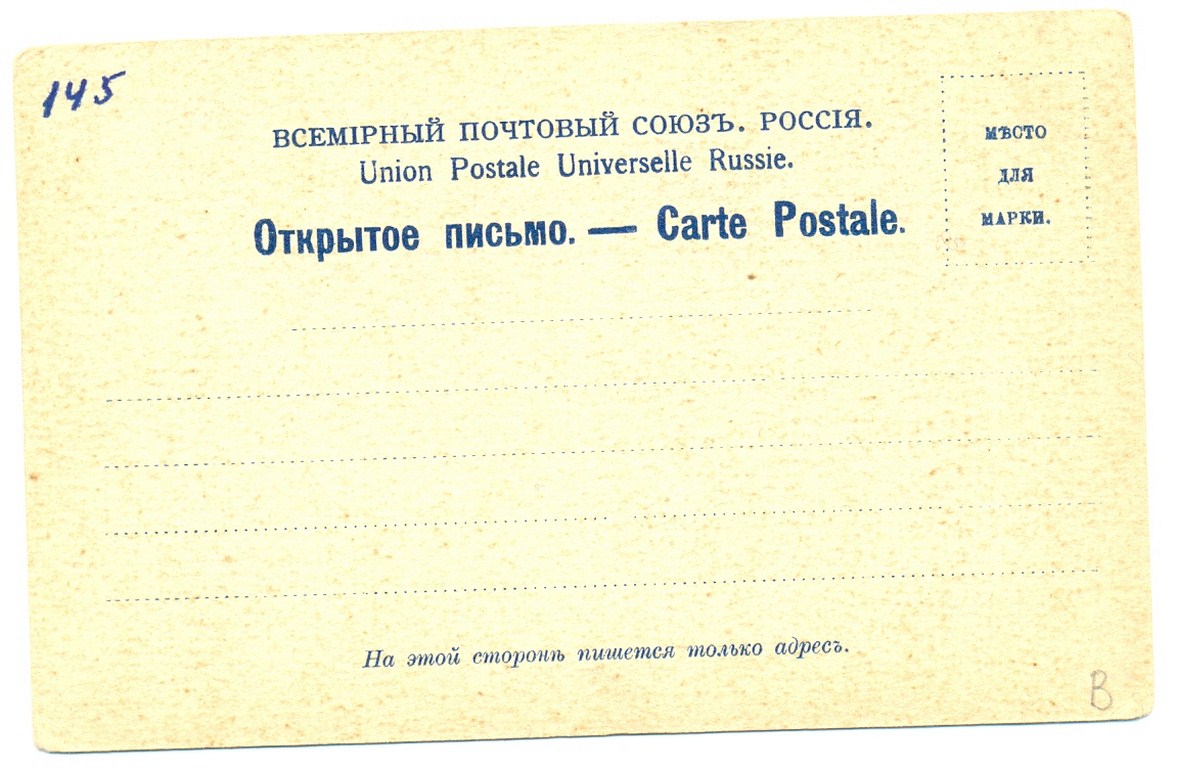 145
ВСЕМІРНЫЙ ПОЧТОВЫЙ СОЮЗЪ. РОССІЯ.
Union Postale Universelle Russie.
Открытое письмо. — Carte Postale.
МѢСТО
ДЛЯ
МАРКИ.
На этой сторонѣ пишется только адресъ.
В